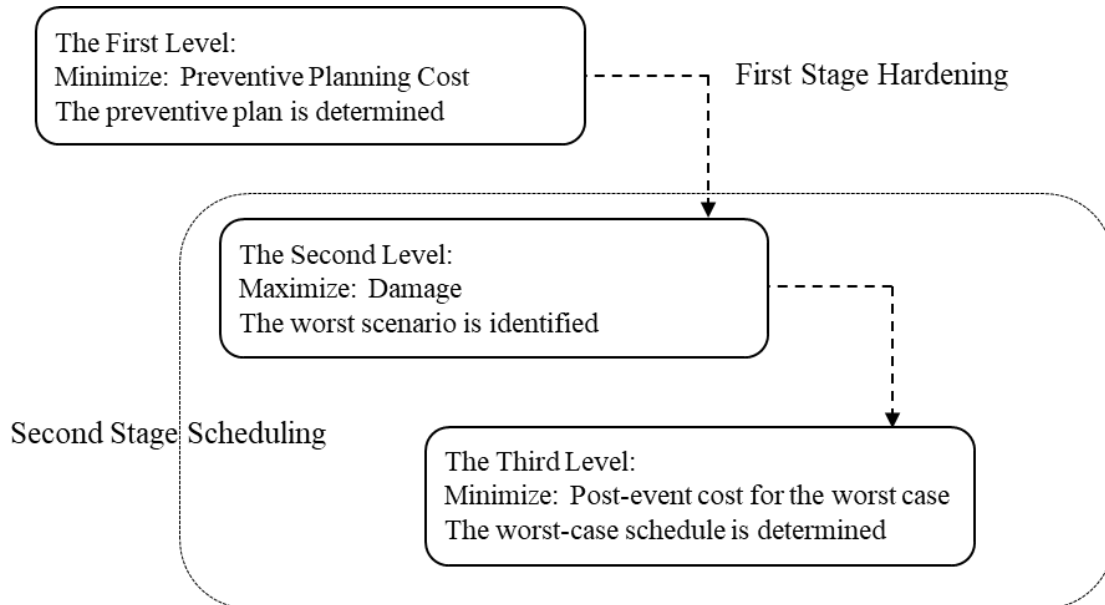 The First Level:
Minimize: Preventive Planning Cost
The preventive plan is determined
First Stage Hardening
The Second Level:
Maximize: Damage
The worst scenario is identified
Second Stage Scheduling
The Third Level:
Minimize: Post-event cost for the worst case
The worst-case schedule is determined